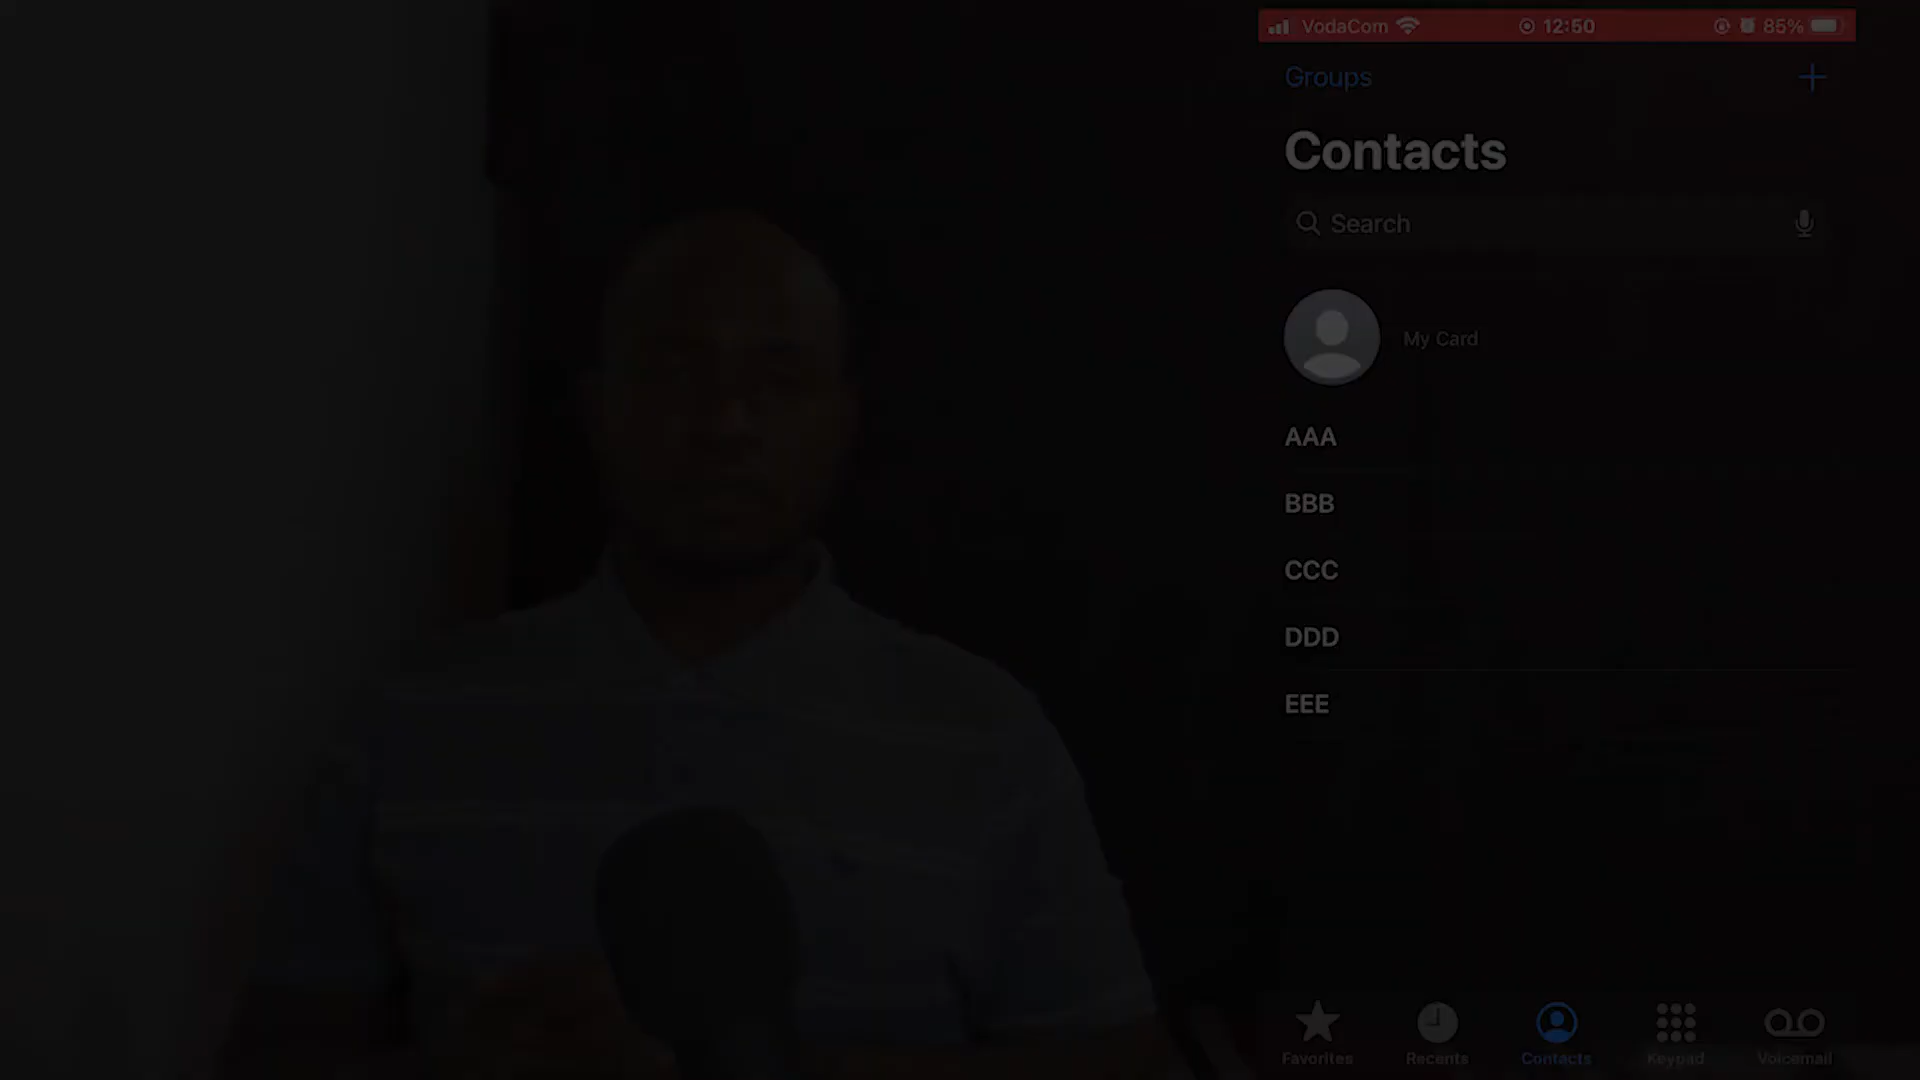 VodaCom 12:50 85%
Groups
Contacts
Search
My Card
AAA
BBB
CCC
DDD
EEE
Favorites Recents Contacts Keypad Voicemail